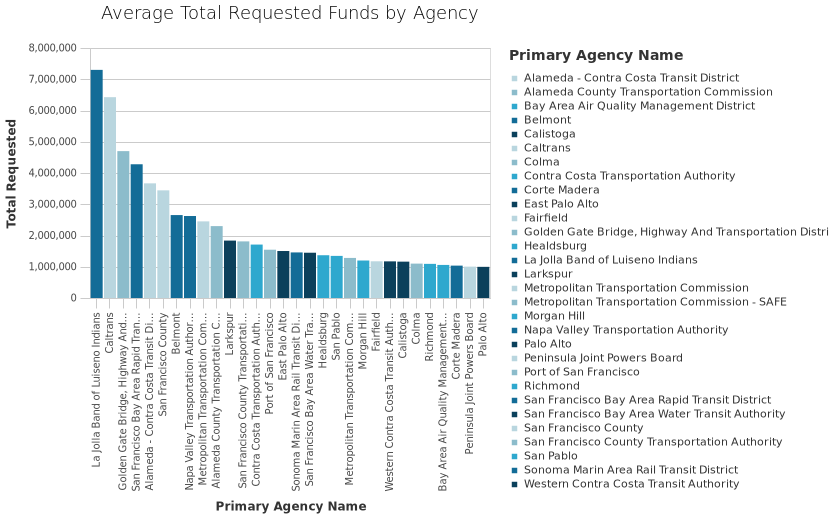 Average Total Requested Funds by Agency
Total Requested
8,000,000
7,000,000
6,000,000
5,000,000
4,000,000
3,000,000
2,000,000
1,000,000
0
La Jolla Band of Luiseno Indians
Caltrans
Golden Gate Bridge, Highway And...
San Francisco Bay Area Rapid Tran...
Alameda - Contra Costa Transit Di...
San Francisco County
Belmont
Napa Valley Transportation Author...
Metropolitan Transportation Com...
Alameda County Transportation C...
Larkspur
San Francisco County Transportati...
Contra Costa Transportation Auth...
Port of San Francisco
East Palo Alto
Sonoma Marin Area Rail Transit Di...
San Francisco Bay Area Water Tra...
Healdsburg
San Pablo
Metropolitan Transportation Com...
Morgan Hill
Fairfield
Western Contra Costa Transit Auth...
Calistoga
Colma
Richmond
Bay Area Air Quality Management...
Corte Madera
Peninsula Joint Powers Board
Palo Alto
Primary Agency Name
Primary Agency Name
Alameda - Contra Costa Transit District
Alameda County Transportation Commission
Bay Area Air Quality Management District
Belmont
Calistoga
Caltrans
Colma
Contra Costa Transportation Authority
Corte Madera
East Palo Alto
Fairfield
Golden Gate Bridge, Highway And Transportation Distri
Healdsburg
La Jolla Band of Luiseno Indians
Larkspur
Metropolitan Transportation Commission
Metropolitan Transportation Commission - SAFE
Morgan Hill
Napa Valley Transportation Authority
Palo Alto
Peninsula Joint Powers Board
Port of San Francisco
Richmond
San Francisco Bay Area Rapid Transit District
San Francisco Bay Area Water Transit Authority
San Francisco County
San Francisco County Transportation Authority
San Pablo
Sonoma Marin Area Rail Transit District
Western Contra Costa Transit Authority